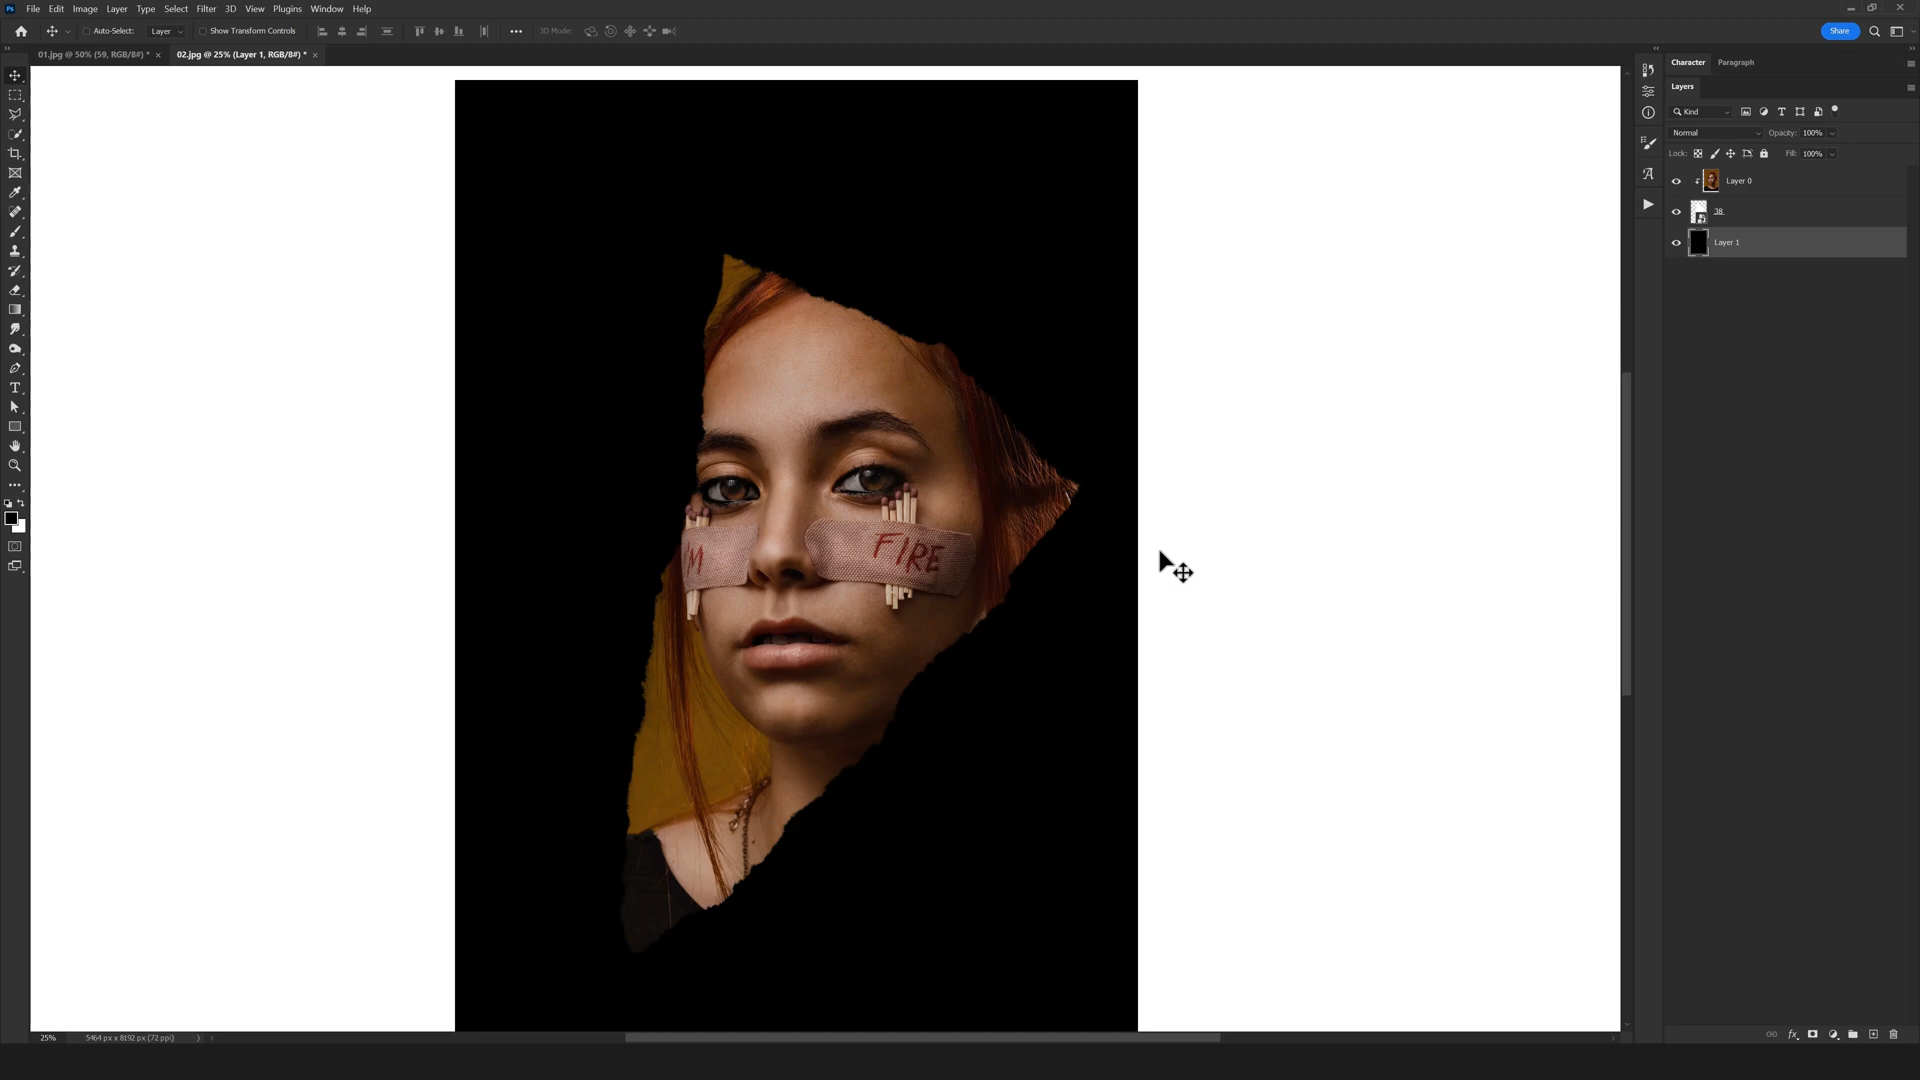 Ps File Edit Image Layer Type Select Filter 3D View Plugins Window Help
Auto-Select: Layer Show Transform Controls 3D Mode: Share
01.jpg @ 50% (59, RGB/8#) * × 02.jpg @ 25% (Layer 1, RGB/8#) * ×
Character Paragraph
Layers
Kind
Normal Opacity: 100%
Lock: Fill: 100%
Layer 0
38
Layer 1
'M FIRE
25% 5464 px x 8192 px (72 ppi)